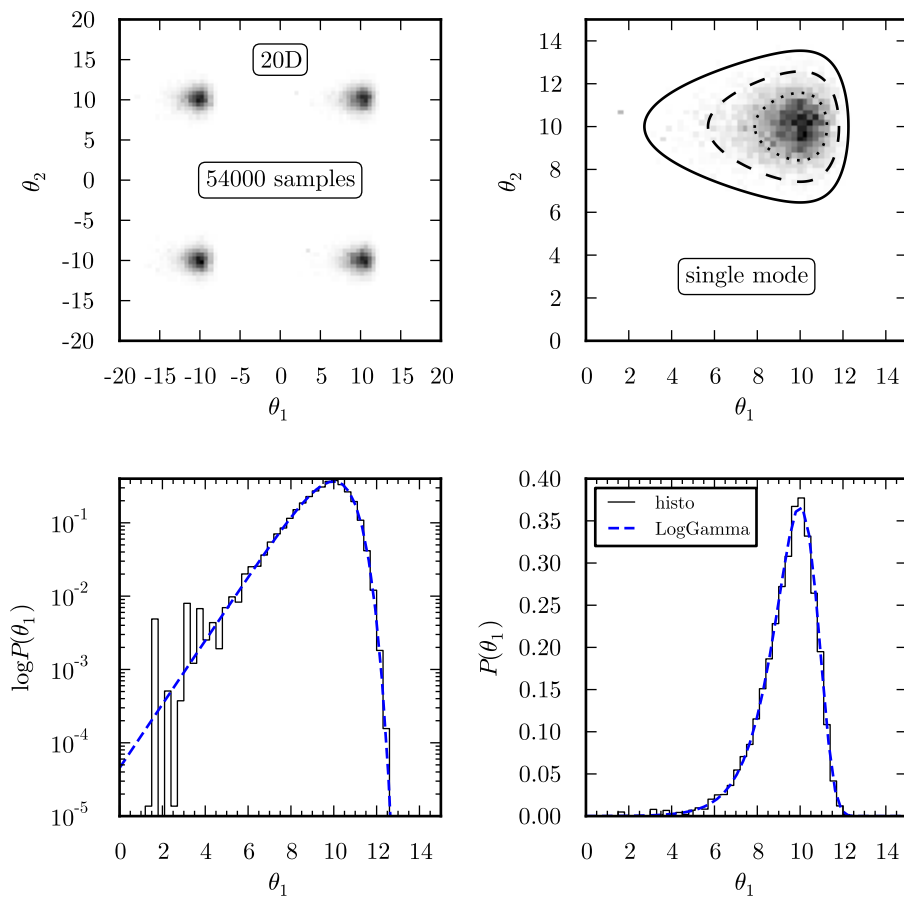 20
15
10
5
0
-5
-10
-15
-20
θ2
20D
54000 samples
-20 -15 -10 -5 0 5 10 15 20
θ1
14
12
10
8
6
4
2
0
θ2
single mode
0 2 4 6 8 10 12 14
θ1
10^-1
10^-2
10^-3
10^-4
10^-5
logP(θ1)
0 2 4 6 8 10 12 14
θ1
0.40
0.35
0.30
0.25
0.20
0.15
0.10
0.05
0.00
P(θ1)
histo
LogGamma
0 2 4 6 8 10 12 14
θ1